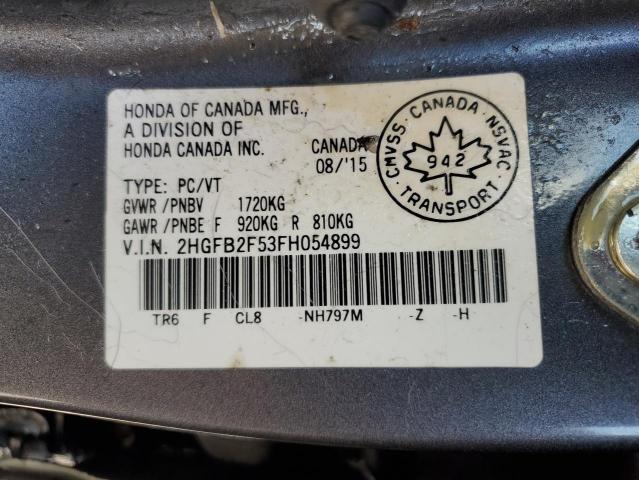 HONDA OF CANADA MFG.,
A DIVISION OF
HONDA CANADA INC.
CANADA
08/'15
TYPE: PC/VT
GVWR /PNBV 1720KG
GAWR /PNBE F 920KG R 810KG
V.I.N. 2HGFB2F53FH054899
TR6 F CL8 -NH797M -Z -H-
CMVSS · CANADA · NSVAC
942
· TRANSPORT ·